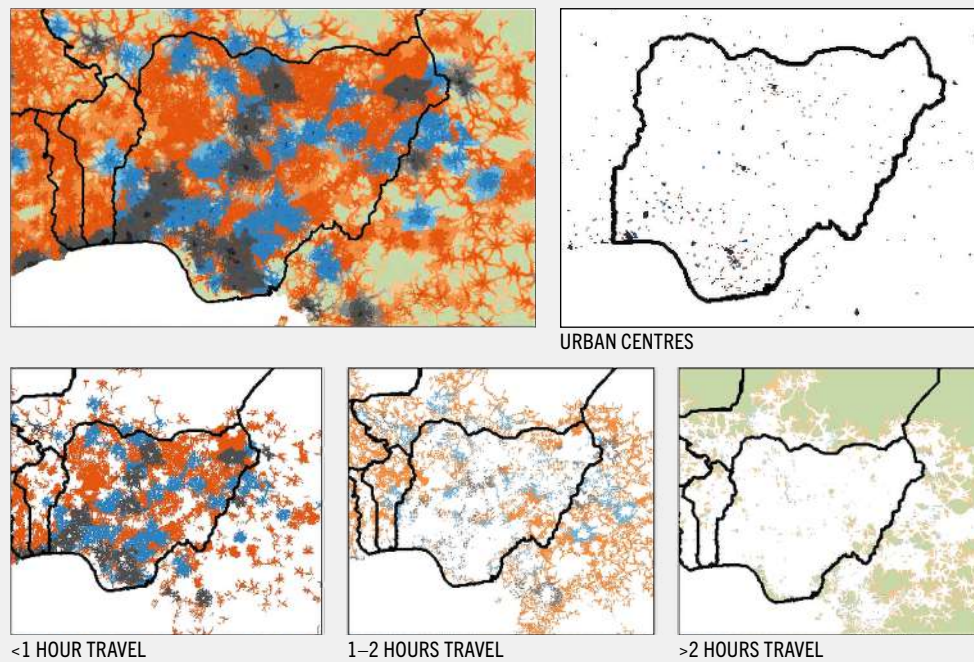 URBAN CENTRES
<1 HOUR TRAVEL
1–2 HOURS TRAVEL
>2 HOURS TRAVEL